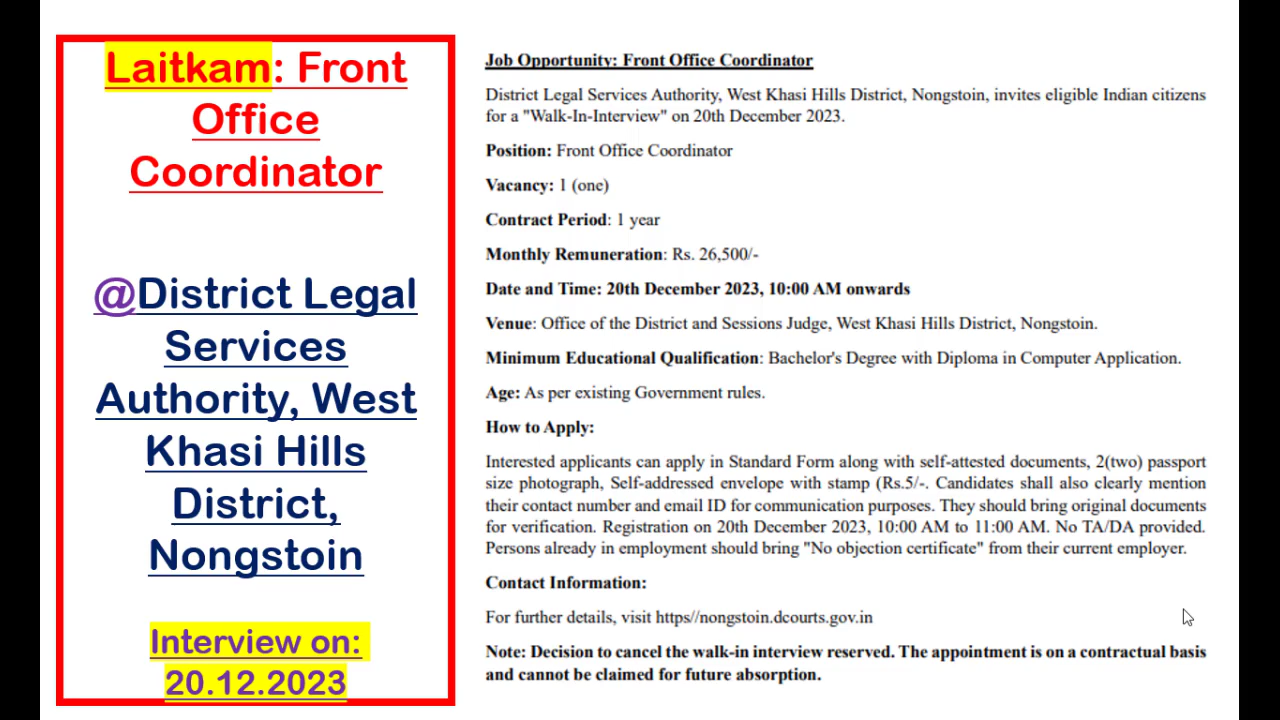 Laitkam: Front
Office
Coordinator
@District Legal
Services
Authority, West
Khasi Hills
District,
Nongstoin
Interview on:
20.12.2023
Job Opportunity: Front Office Coordinator
District Legal Services Authority, West Khasi Hills District, Nongstoin, invites eligible Indian citizens
for a "Walk-In-Interview" on 20th December 2023.
Position: Front Office Coordinator
Vacancy: 1 (one)
Contract Period: 1 year
Monthly Remuneration: Rs. 26,500/-
Date and Time: 20th December 2023, 10:00 AM onwards
Venue: Office of the District and Sessions Judge, West Khasi Hills District, Nongstoin.
Minimum Educational Qualification: Bachelor's Degree with Diploma in Computer Application.
Age: As per existing Government rules.
How to Apply:
Interested applicants can apply in Standard Form along with self-attested documents, 2(two) passport
size photograph, Self-addressed envelope with stamp (Rs.5/-. Candidates shall also clearly mention
their contact number and email ID for communication purposes. They should bring original documents
for verification. Registration on 20th December 2023, 10:00 AM to 11:00 AM. No TA/DA provided.
Persons already in employment should bring "No objection certificate" from their current employer.
Contact Information:
For further details, visit https//nongstoin.dcourts.gov.in
Note: Decision to cancel the walk-in interview reserved. The appointment is on a contractual basis
and cannot be claimed for future absorption.